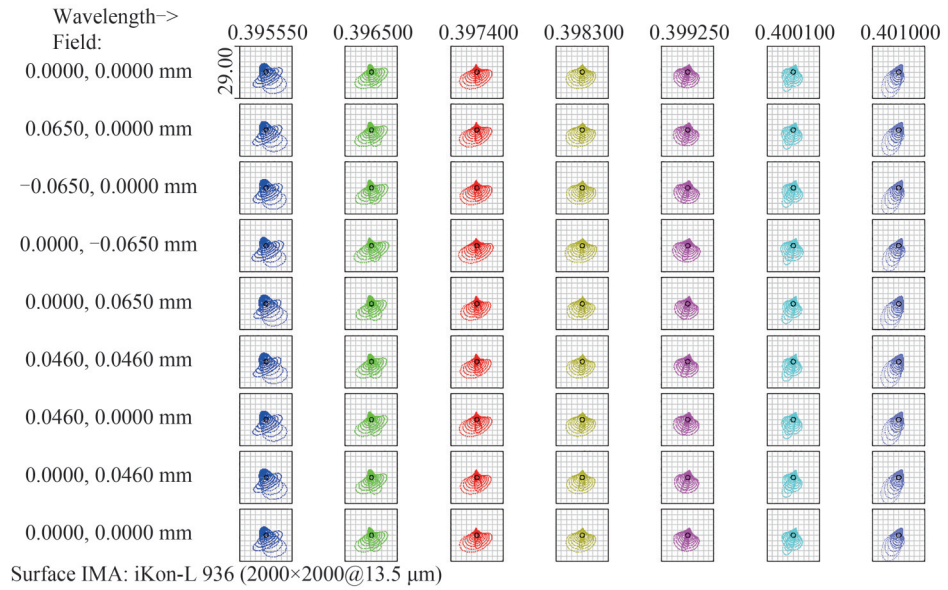 Wavelength−>
Field:
0.395550 0.396500 0.397400 0.398300 0.399250 0.400100 0.401000
29.00
0.0000, 0.0000 mm
0.0650, 0.0000 mm
−0.0650, 0.0000 mm
0.0000, −0.0650 mm
0.0000, 0.0650 mm
0.0460, 0.0460 mm
0.0460, 0.0000 mm
0.0000, 0.0460 mm
0.0000, 0.0000 mm
Surface IMA: iKon-L 936 (2000×2000@13.5 μm)